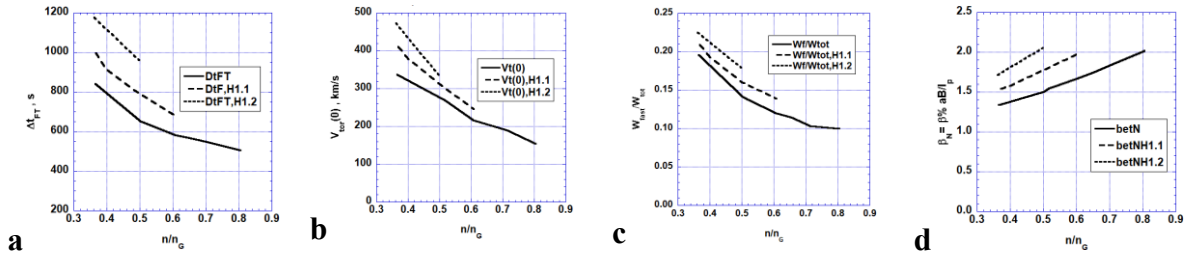 1200
1000
800
600
400
200
Δt_FT , s
DtFT
DtF,H1.1
DtFT,H1.2
0.3 0.4 0.5 0.6 0.7 0.8 0.9
n/n_G
a
500
400
300
200
100
0
V_tor(0) , km/s
Vt(0)
Vt(0),H1.1
Vt(0),H1.2
0.3 0.4 0.5 0.6 0.7 0.8 0.9
n/n_G
b
0.25
0.20
0.15
0.10
0.05
0.00
W_fast/W_tot
Wf/Wtot
Wf/Wtot,H1.1
Wf/Wtot,H1.2
0.3 0.4 0.5 0.6 0.7 0.8 0.9
n/n_G
c
2.5
2.0
1.5
1.0
0.5
0.0
β_N = β% aB/I_p
betN
betNH1.1
betNH1.2
0.3 0.4 0.5 0.6 0.7 0.8 0.9
n/n_G
d